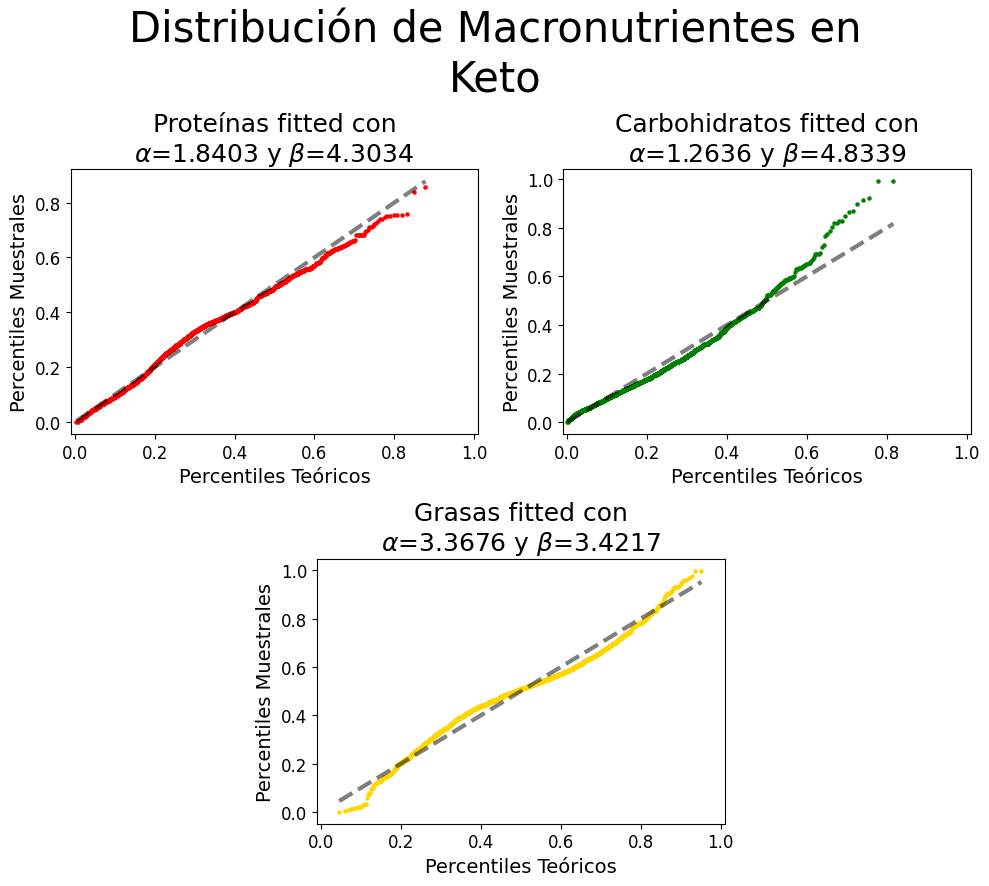 Distribución de Macronutrientes en
Keto
Proteínas fitted con
α=1.8403 y β=4.3034
Percentiles Muestrales
0.8
0.6
0.4
0.2
0.0
0.0 0.2 0.4 0.6 0.8 1.0
Percentiles Teóricos
Carbohidratos fitted con
α=1.2636 y β=4.8339
Percentiles Muestrales
1.0
0.8
0.6
0.4
0.2
0.0
0.0 0.2 0.4 0.6 0.8 1.0
Percentiles Teóricos
Grasas fitted con
α=3.3676 y β=3.4217
Percentiles Muestrales
1.0
0.8
0.6
0.4
0.2
0.0
0.0 0.2 0.4 0.6 0.8 1.0
Percentiles Teóricos